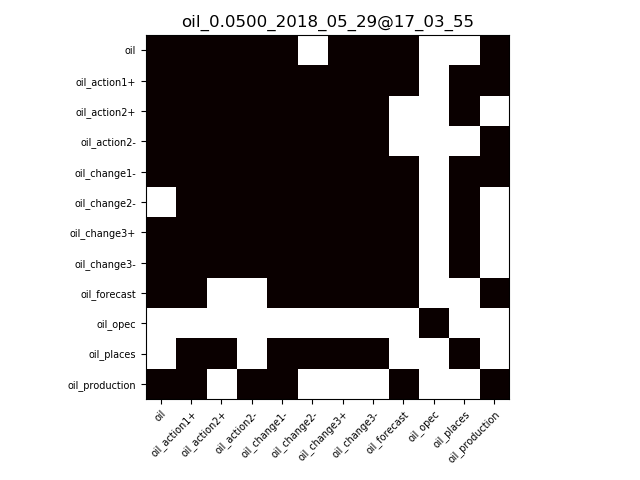 oil_0.0500_2018_05_29@17_03_55
oil
oil_action1+
oil_action2+
oil_action2-
oil_change1-
oil_change2-
oil_change3+
oil_change3-
oil_forecast
oil_opec
oil_places
oil_production
oil
oil_action1+
oil_action2+
oil_action2-
oil_change1-
oil_change2-
oil_change3+
oil_change3-
oil_forecast
oil_opec
oil_places
oil_production